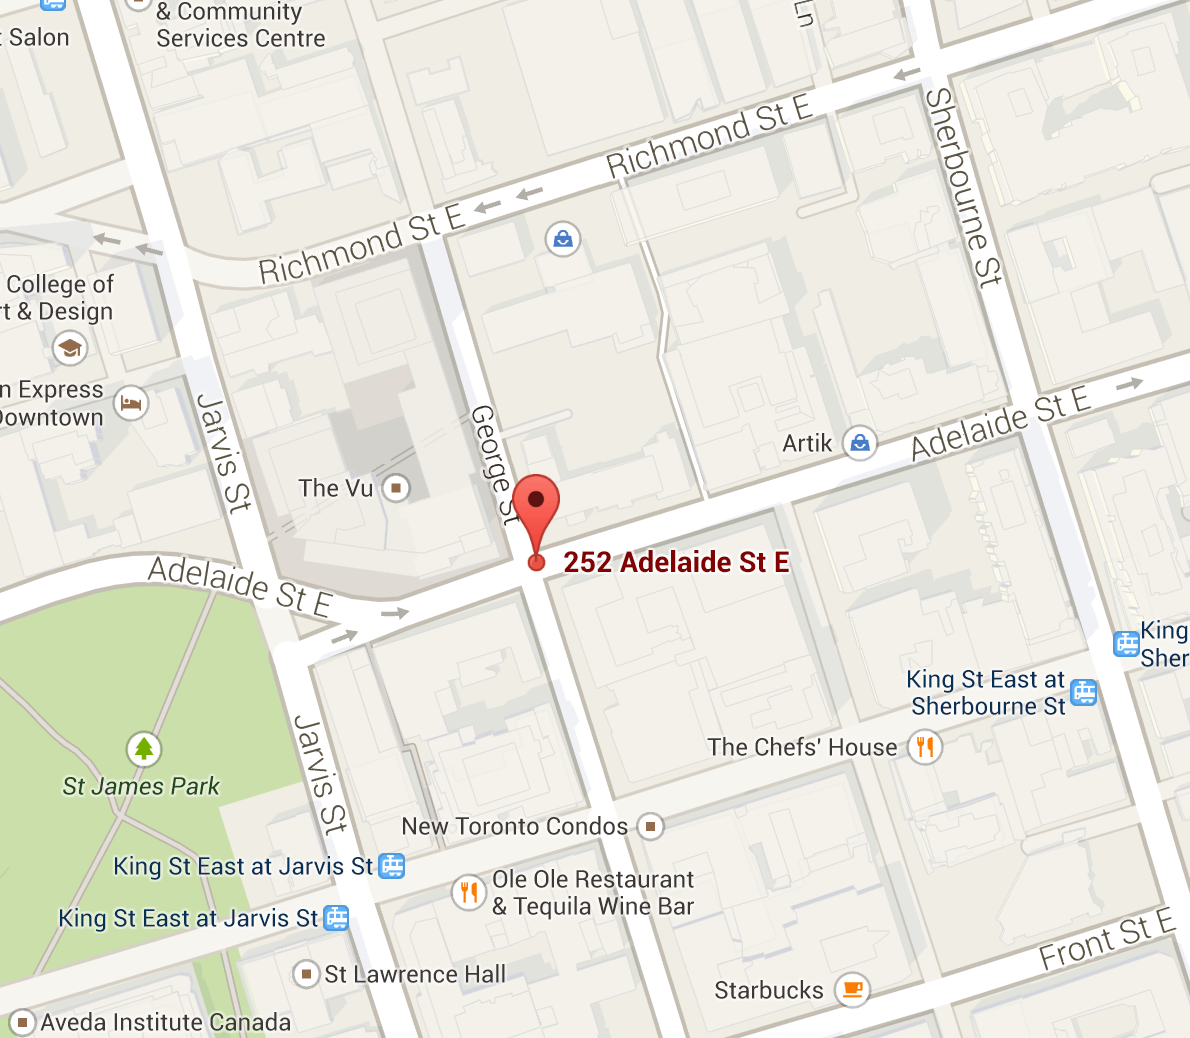 & Community
Services Centre
t Salon
Ln
Richmond St E
Sherbourne St
Richmond St E
College of
rt & Design
n Express
Downtown
Jarvis St
George St
Adelaide St E
Artik
The Vu
252 Adelaide St E
Adelaide St E
King
Sher
King St East at
Sherbourne St
The Chefs' House
St James Park
Jarvis St
New Toronto Condos
King St East at Jarvis St
Ole Ole Restaurant
& Tequila Wine Bar
King St East at Jarvis St
Front St E
St Lawrence Hall
Starbucks
Aveda Institute Canada